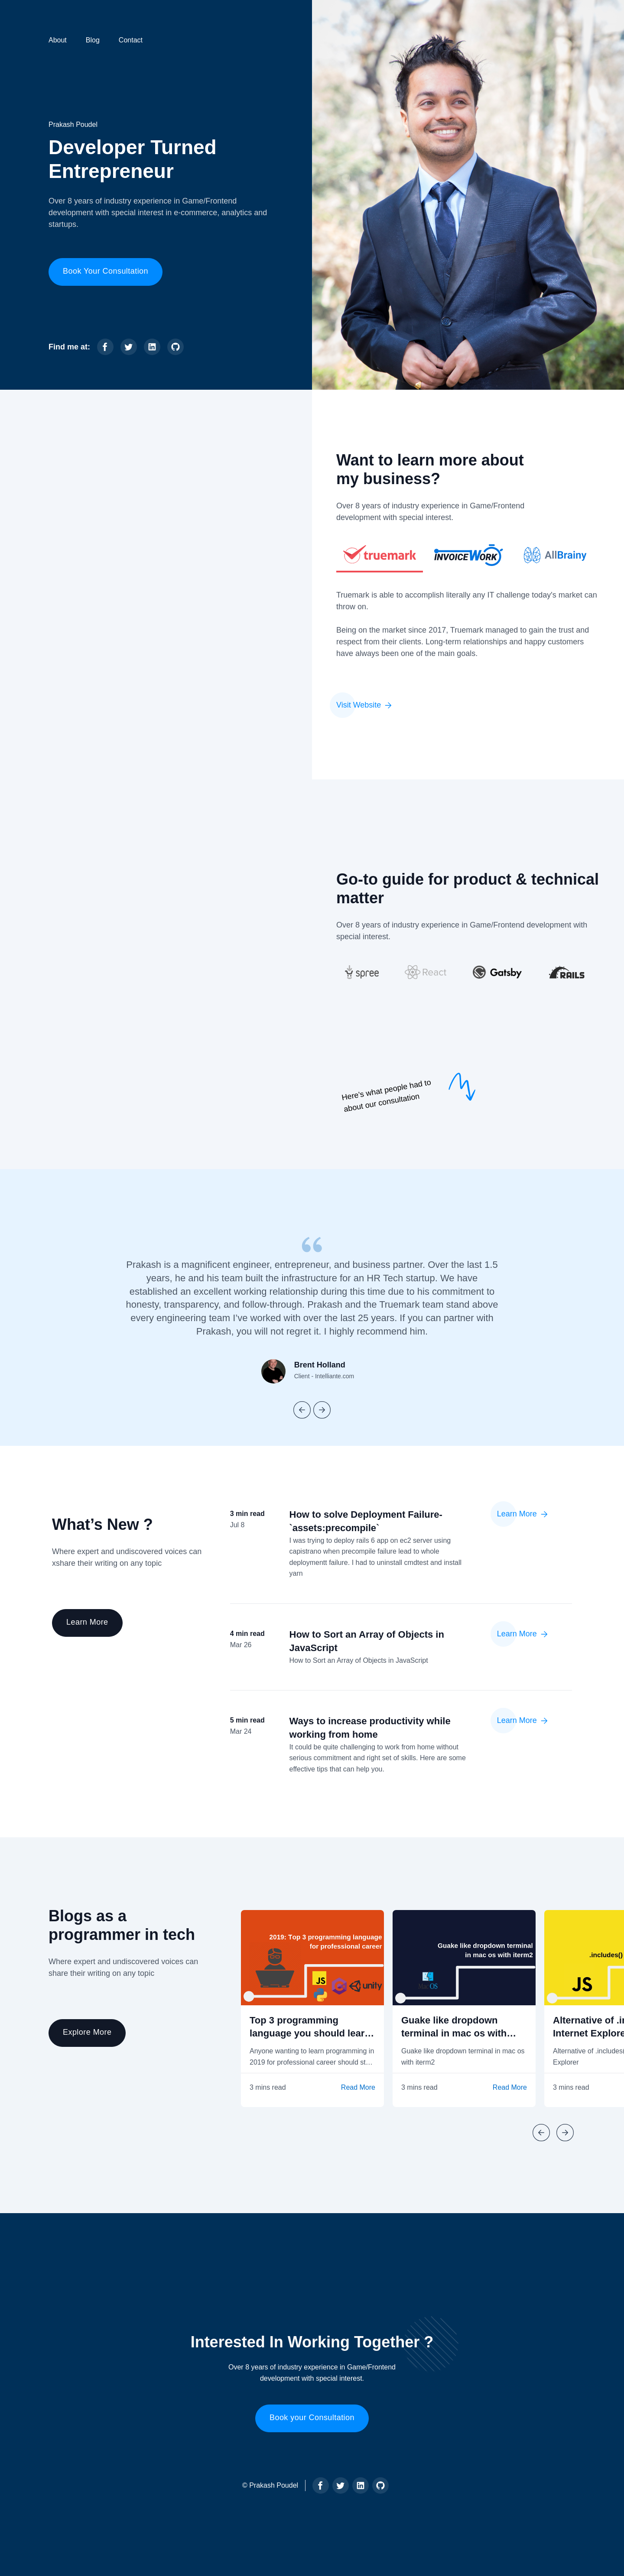 About Blog Contact
Prakash Poudel
Developer Turned
Entrepreneur
Over 8 years of industry experience in Game/Frontend
development with special interest in e-commerce, analytics and
startups.
Book Your Consultation
Find me at:
Want to learn more about
my business?
Over 8 years of industry experience in Game/Frontend
development with special interest.
truemark INVOICEWORK AllBrainy
Truemark is able to accomplish literally any IT challenge today's market can
throw on.
Being on the market since 2017, Truemark managed to gain the trust and
respect from their clients. Long-term relationships and happy customers
have always been one of the main goals.
Visit Website
Go-to guide for product & technical
matter
Over 8 years of industry experience in Game/Frontend development with
special interest.
spree React Gatsby RAILS
Here's what people had to
about our consultation
Prakash is a magnificent engineer, entrepreneur, and business partner. Over the last 1.5
years, he and his team built the infrastructure for an HR Tech startup. We have
established an excellent working relationship during this time due to his commitment to
honesty, transparency, and follow-through. Prakash and the Truemark team stand above
every engineering team I've worked with over the last 25 years. If you can partner with
Prakash, you will not regret it. I highly recommend him.
Brent Holland
Client - Intelliante.com
What's New ?
Where expert and undiscovered voices can
xshare their writing on any topic
Learn More
3 min read
Jul 8
How to solve Deployment Failure-
`assets:precompile`
I was trying to deploy rails 6 app on ec2 server using
capistrano when precompile failure lead to whole
deploymentt failure. I had to uninstall cmdtest and install
yarn
Learn More
4 min read
Mar 26
How to Sort an Array of Objects in
JavaScript
How to Sort an Array of Objects in JavaScript
Learn More
5 min read
Mar 24
Ways to increase productivity while
working from home
It could be quite challenging to work from home without
serious commitment and right set of skills. Here are some
effective tips that can help you.
Learn More
Blogs as a
programmer in tech
Where expert and undiscovered voices can
share their writing on any topic
Explore More
2019: Top 3 programming language
for professional career
JS
unity
Top 3 programming
language you should lear…
Anyone wanting to learn programming in
2019 for professional career should st…
3 mins read Read More
Guake like dropdown terminal
in mac os with iterm2
mac OS
Guake like dropdown
terminal in mac os with…
Guake like dropdown terminal in mac os
with iterm2
3 mins read Read More
.includes()
JS
Alternative of .in
Internet Explore
Alternative of .includes
Explorer
3 mins read
Interested In Working Together ?
Over 8 years of industry experience in Game/Frontend
development with special interest.
Book your Consultation
© Prakash Poudel